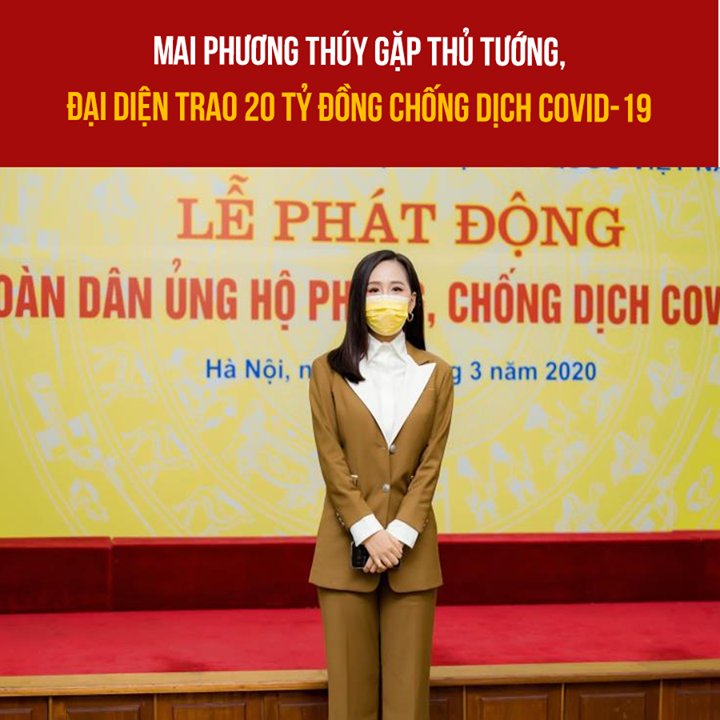 MAI PHƯƠNG THÚY GẶP THỦ TƯỚNG,
ĐẠI DIỆN TRAO 20 TỶ ĐỒNG CHỐNG DỊCH COVID-19
LỄ PHÁT ĐỘNG
DÂN ỦNG HỘ CHỐNG DỊCH
Hà Nội, 3 năm 2020